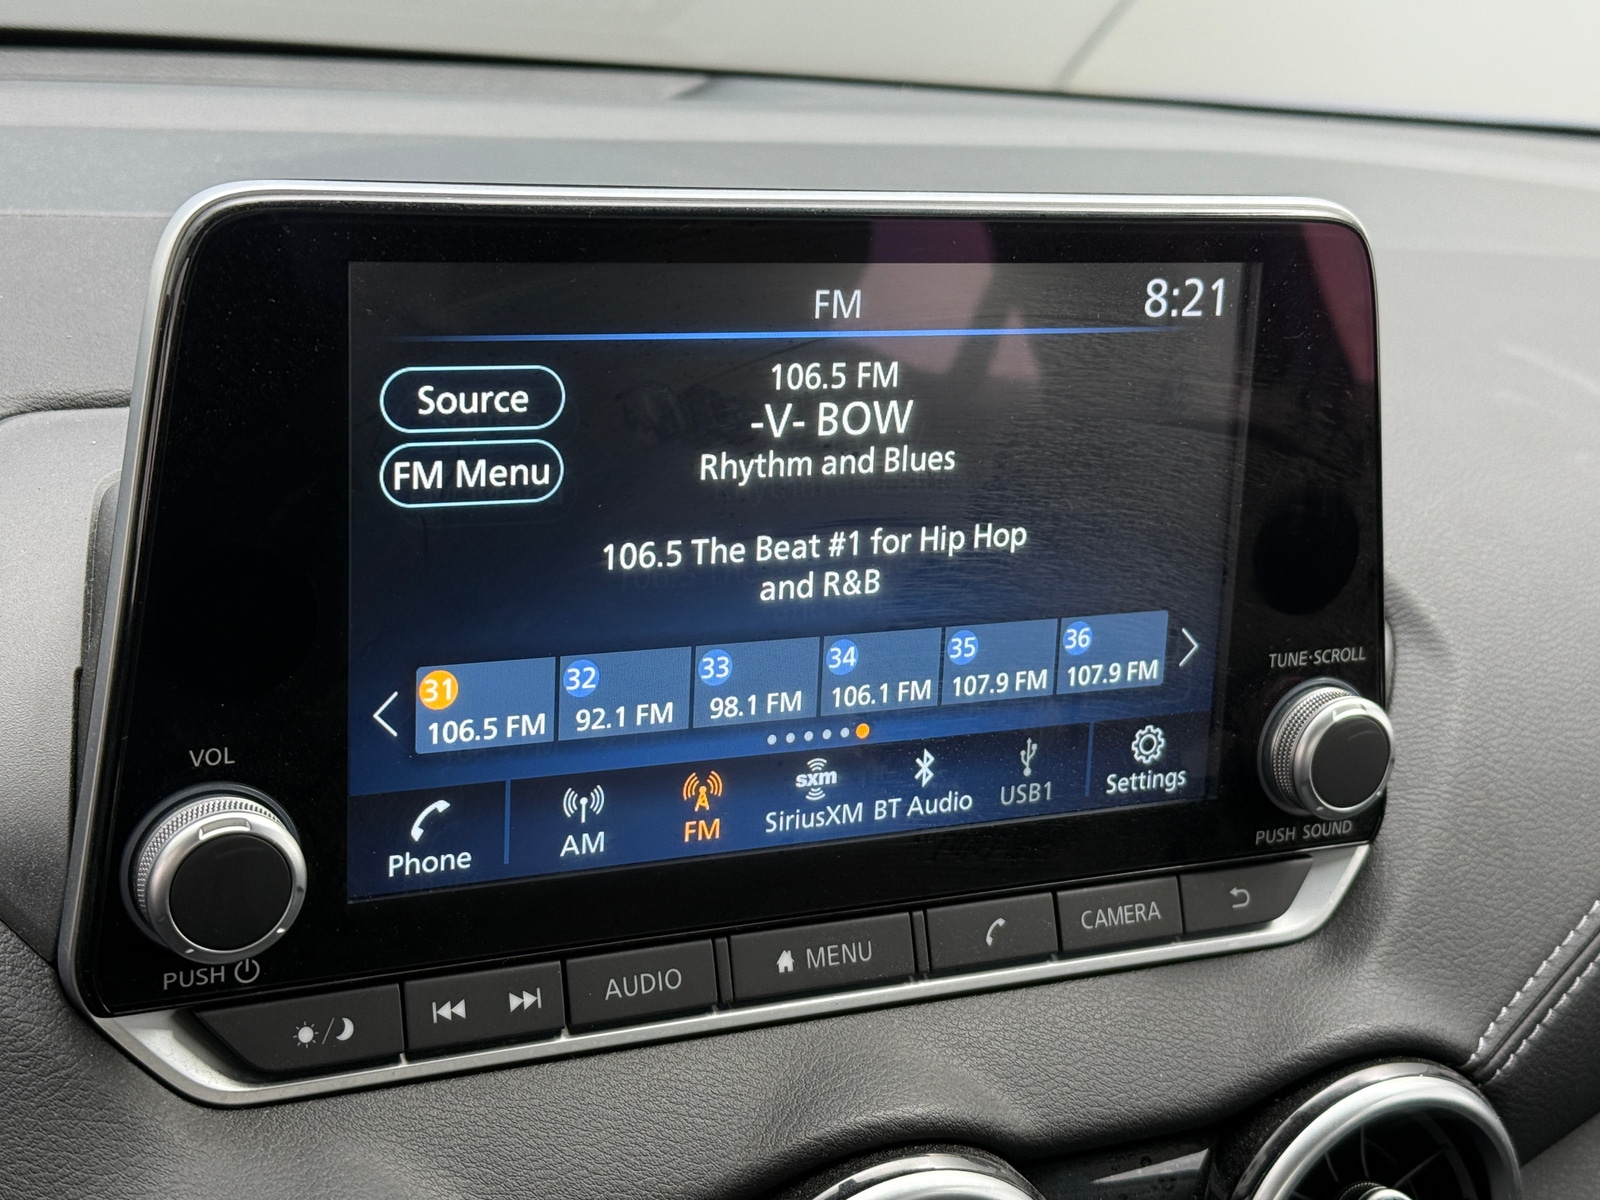 FM
8:21
Source
FM Menu
106.5 FM
-V- BOW
Rhythm and Blues
106.5 The Beat #1 for Hip Hop
and R&B
31
106.5 FM
32
92.1 FM
33
98.1 FM
34
106.1 FM
35
107.9 FM
36
107.9 FM
Phone
AM
FM
sxm
SiriusXM
BT Audio
USB1
Settings
VOL
PUSH
TUNE·SCROLL
PUSH SOUND
AUDIO
MENU
CAMERA